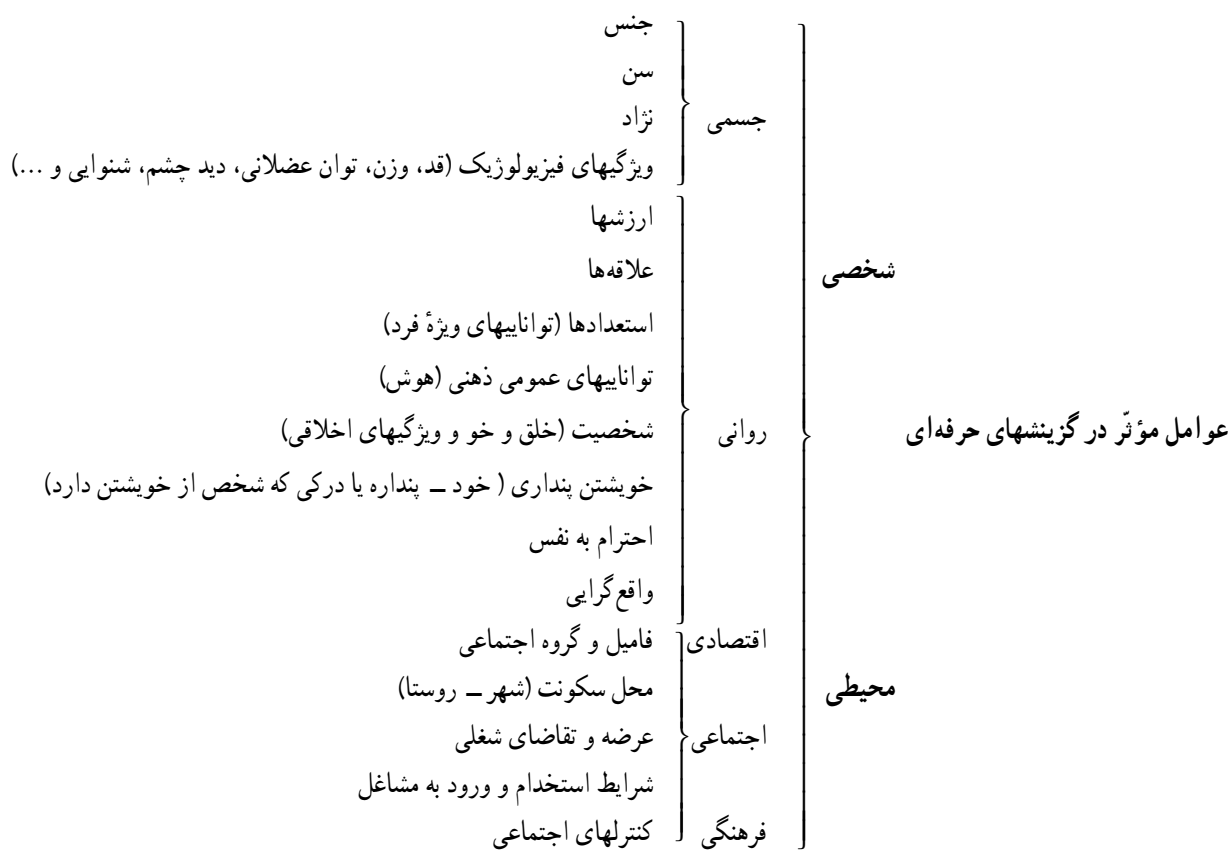 جنس
سن
جسمی نژاد
ویژگیهای فیزیولوژیک (قد، وزن، توان عضلانی، دید چشم، شنوایی و ...)
ارزشها
شخصی علاقه‌ها
استعدادها (تواناییهای ویژهٔ فرد)
تواناییهای عمومی ذهنی (هوش)
عوامل مؤثّر در گزینشهای حرفه‌ای روانی شخصیت (خلق و خو و ویژگیهای اخلاقی)
خویشتن پنداری ( خود ــ پنداره یا درکی که شخص از خویشتن دارد)
احترام به نفس
واقع‌گرایی
اقتصادی فامیل و گروه اجتماعی
محیطی محل سکونت (شهر ــ روستا)
اجتماعی عرضه و تقاضای شغلی
شرایط استخدام و ورود به مشاغل
فرهنگی کنترلهای اجتماعی